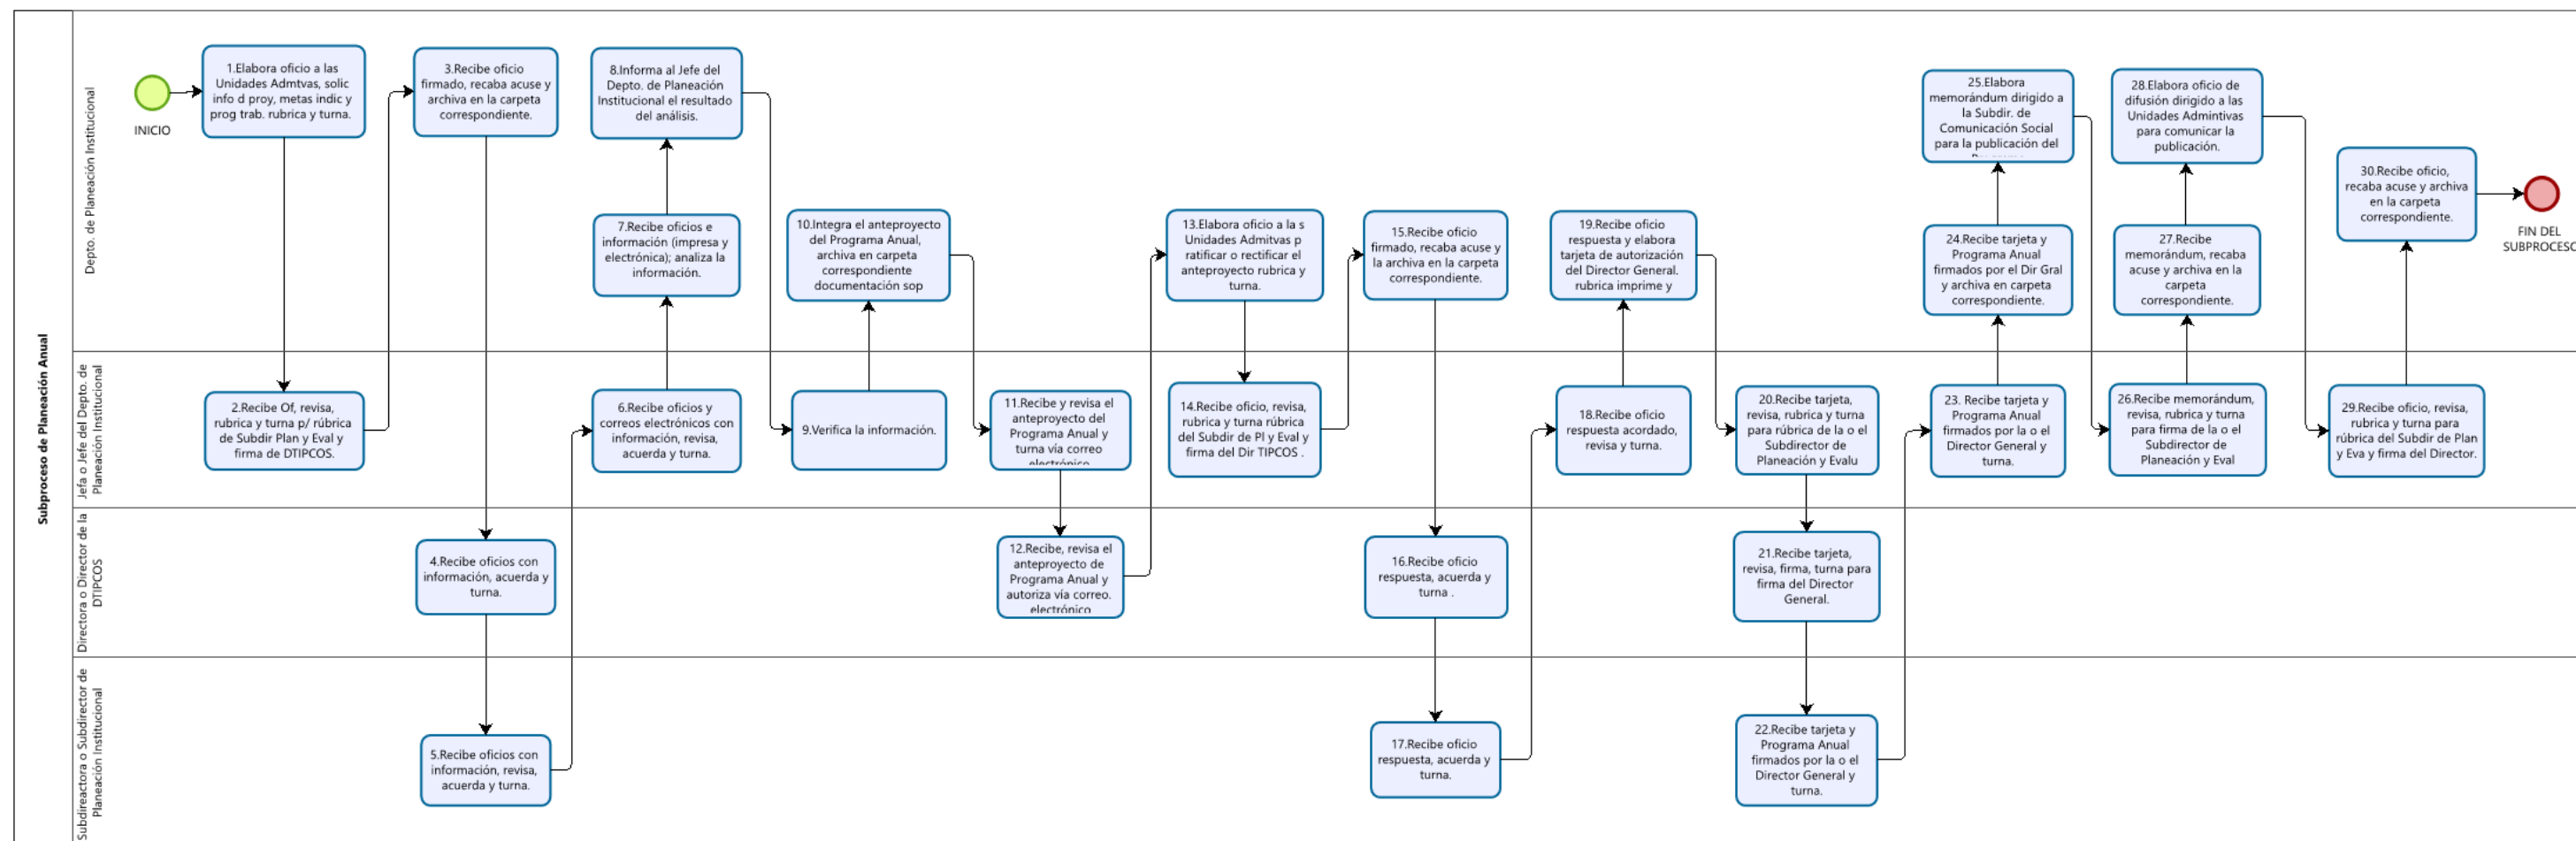 Subproceso de Planeación Anual
Depto. de Planeación Institucional
INICIO
1.Elabora oficio a las
Unidades Admtvas, solic
info d proy, metas indic y
prog trab. rubrica y turna.
3.Recibe oficio
firmado, recaba acuse y
archiva en la carpeta
correspondiente.
8.Informa al Jefe del
Depto. de Planeación
Institucional el resultado
del análisis.
7.Recibe oficios e
información (impresa y
electrónica); analiza la
información.
10.Integra el anteproyecto
del Programa Anual,
archiva en carpeta
correspondiente
documentación sop
13.Elabora oficio a la s
Unidades Admitvas p
ratificar o rectificar el
anteproyecto rubrica y
turna.
15.Recibe oficio
firmado, recaba acuse y
la archiva en la carpeta
correspondiente.
19.Recibe oficio
respuesta y elabora
tarjeta de autorización
del Director General.
rubrica imprime y
25.Elabora
memorándum dirigido a
la Subdir. de
Comunicación Social
para la publicación del
24.Recibe tarjeta y
Programa Anual
firmados por el Dir Gral
y archiva en carpeta
correspondiente.
28.Elabora oficio de
difusión dirigido a las
Unidades Admintivas
para comunicar la
publicación.
27.Recibe
memorándum, recaba
acuse y archiva en la
carpeta
correspondiente.
30.Recibe oficio,
recaba acuse y archiva
en la carpeta
correspondiente.
FIN DEL
SUBPROCESO
Jefa o Jefe del Depto. de
Planeación Institucional
2.Recibe Of, revisa,
rubrica y turna p/ rúbrica
de Subdir Plan y Eval y
firma de DTIPCOS.
6.Recibe oficios y
correos electrónicos con
información, revisa,
acuerda y turna.
9.Verifica la información.
11.Recibe y revisa el
anteproyecto del
Programa Anual y
turna vía correo
electrónico
14.Recibe oficio, revisa,
rubrica y turna rúbrica
del Subdir de Pl y Eval y
firma del Dir TIPCOS .
18.Recibe oficio
respuesta acordado,
revisa y turna.
20.Recibe tarjeta,
revisa, rubrica y turna
para rúbrica de la o el
Subdirector de
Planeación y Evalu
23. Recibe tarjeta y
Programa Anual
firmados por la o el
Director General y
turna.
26.Recibe memorándum,
revisa, rubrica y turna
para firma de la o el
Subdirector de
Planeación y Eval
29.Recibe oficio, revisa,
rubrica y turna para
rúbrica del Subdir de Plan
y Eva y firma del Director.
Directora o Director de la
DTIPCOS
4.Recibe oficios con
información, acuerda y
turna.
12.Recibe, revisa el
anteproyecto de
Programa Anual y
autoriza vía correo.
electrónico
16.Recibe oficio
respuesta, acuerda y
turna .
21.Recibe tarjeta,
revisa, firma, turna para
firma del Director
General.
Subdireactora o Subdirector de
Planeación Institucional
5.Recibe oficios con
información, revisa,
acuerda y turna.
17.Recibe oficio
respuesta, acuerda y
turna.
22.Recibe tarjeta y
Programa Anual
firmados por la o el
Director General y
turna.